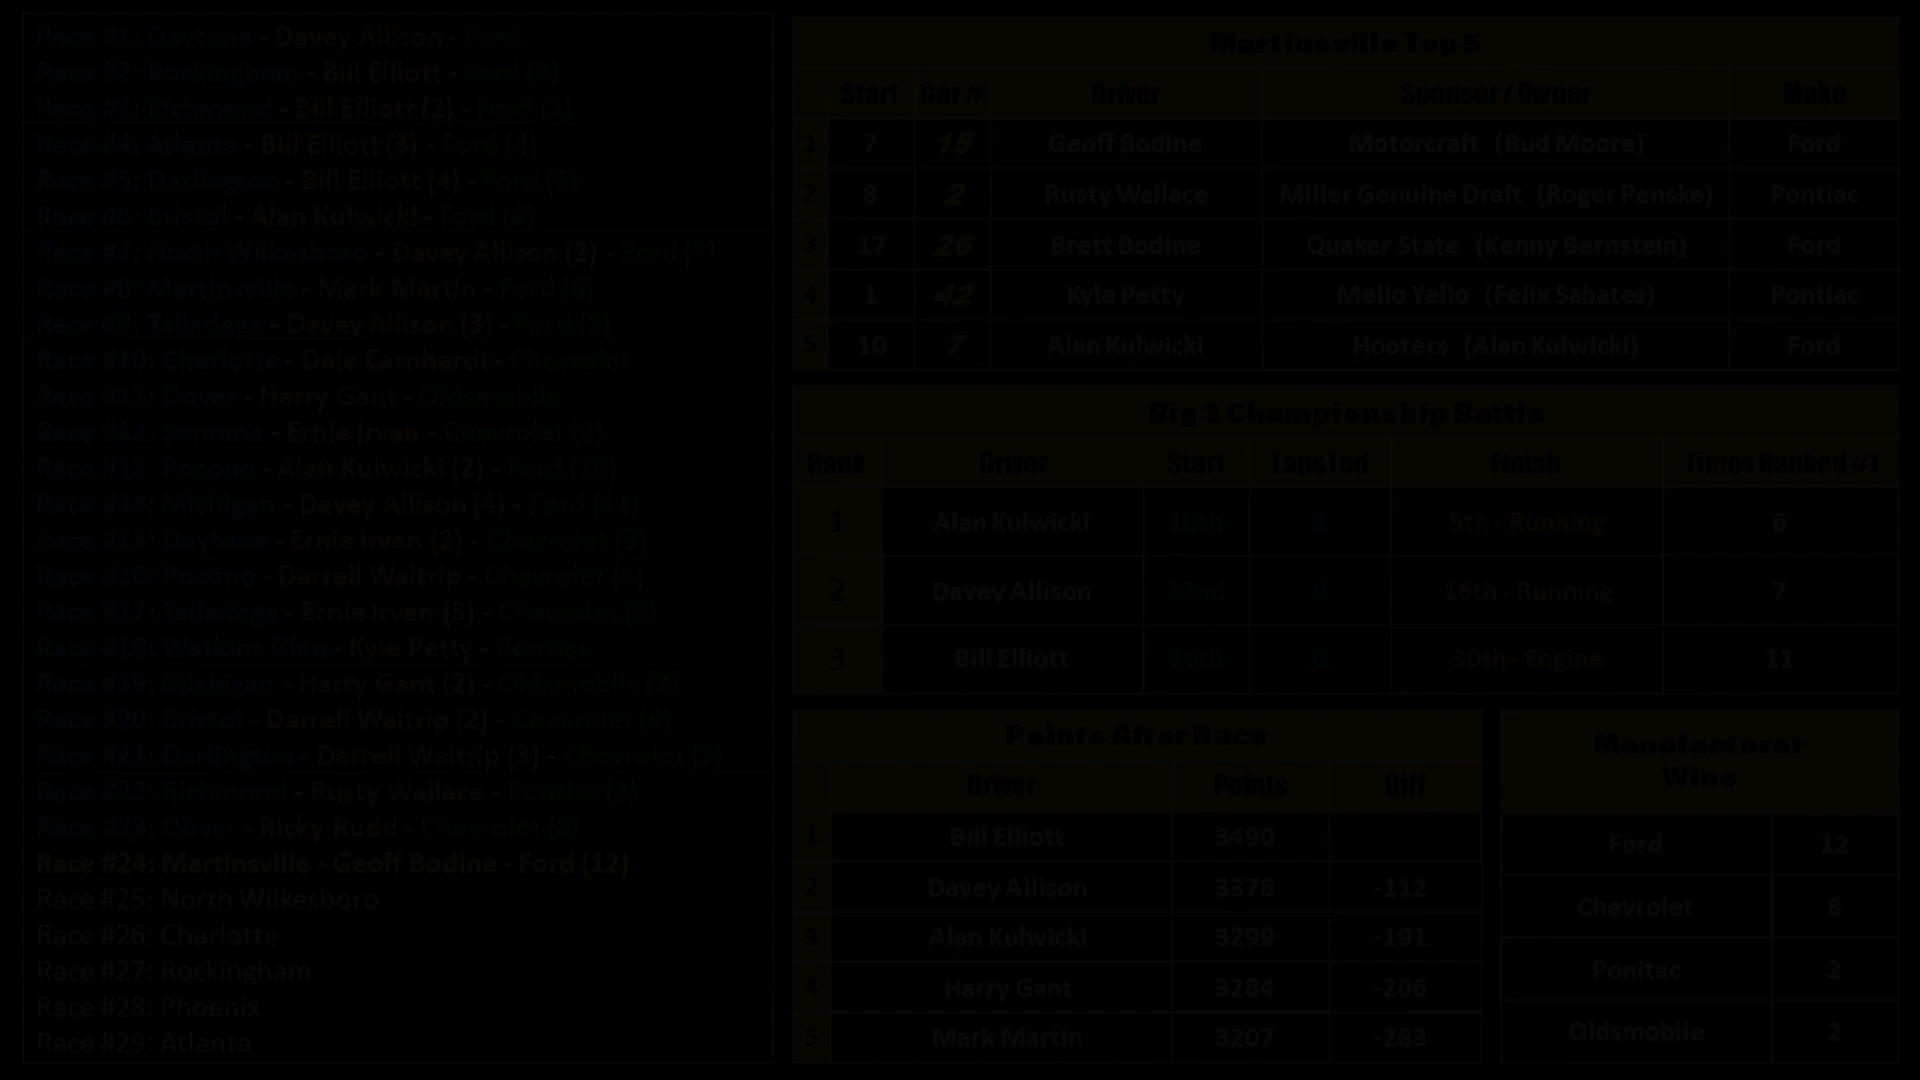 Race #1: Daytona - Davey Allison - Ford
Race #2: Rockingham - Bill Elliott - Ford (2)
Race #3: Richmond - Bill Elliott (2) - Ford (3)
Race #4: Atlanta - Bill Elliott (3) - Ford (4)
Race #5: Darlington - Bill Elliott (4) - Ford (5)
Race #6: Bristol - Alan Kulwicki - Ford (6)
Race #7: North Wilkesboro - Davey Allison (2) - Ford (7)
Race #8: Martinsville - Mark Martin - Ford (8)
Race #9: Talladega - Davey Allison (3) - Ford (9)
Race #10: Charlotte - Dale Earnhardt - Chevrolet
Race #11: Dover - Harry Gant - Oldsmobile
Race #12: Sonoma - Ernie Irvan - Chevrolet (2)
Race #13: Pocono - Alan Kulwicki (2) - Ford (10)
Race #14: Michigan - Davey Allison (4) - Ford (11)
Race #15: Daytona - Ernie Irvan (2) - Chevrolet (3)
Race #16: Pocono - Darrell Waltrip - Chevrolet (4)
Race #17: Talladega - Ernie Irvan (3) - Chevrolet (5)
Race #18: Watkins Glen - Kyle Petty - Pontiac
Race #19: Michigan - Harry Gant (2) - Oldsmobile (2)
Race #20: Bristol - Darrell Waltrip (2) - Chevrolet (6)
Race #21: Darlington - Darrell Waltrip (3) - Chevrolet (7)
Race #22: Richmond - Rusty Wallace - Pontiac (2)
Race #23: Dover - Ricky Rudd - Chevrolet (8)
Race #24: Martinsville - Geoff Bodine - Ford (12)
Race #25: North Wilkesboro
Race #26: Charlotte
Race #27: Rockingham
Race #28: Phoenix
Race #29: Atlanta
Martinsville Top 5
Start Car # Driver Sponsor / Owner Make
1 7 15 Geoff Bodine Motorcraft (Bud Moore) Ford
2 8 2 Rusty Wallace Miller Genuine Draft (Roger Penske) Pontiac
3 17 26 Brett Bodine Quaker State (Kenny Bernstein) Ford
4 1 42 Kyle Petty Mello Yello (Felix Sabates) Pontiac
5 10 7 Alan Kulwicki Hooters (Alan Kulwicki) Ford
Big 3 Championship Battle
Rank Driver Start Laps Led Finish Times Ranked #1
1 Alan Kulwicki 10th 3 5th - Running 6
2 Davey Allison 22nd 0 16th - Running 7
3 Bill Elliott 16th 0 30th - Engine 11
Points After Race
Driver Points Diff
1 Bill Elliott 3490
2 Davey Allison 3378 -112
3 Alan Kulwicki 3299 -191
4 Harry Gant 3284 -206
5 Mark Martin 3207 -283
Manufacturer
Wins
Ford 12
Chevrolet 8
Ponitac 2
Oldsmobile 2